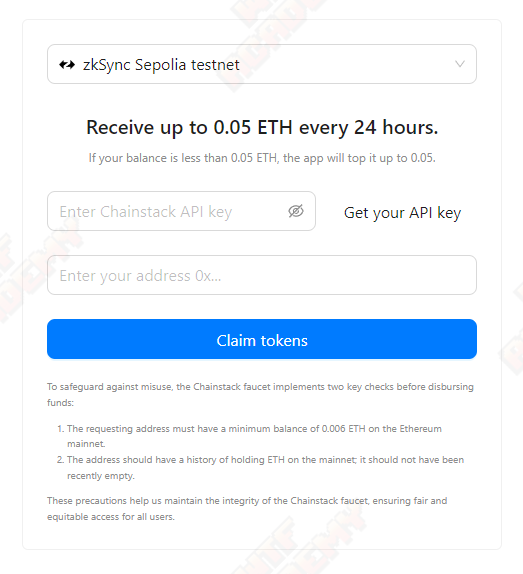 zkSync Sepolia testnet
Receive up to 0.05 ETH every 24 hours.
If your balance is less than 0.05 ETH, the app will top it up to 0.05.
Enter Chainstack API key
Get your API key
Enter your address 0x...
Claim tokens
To safeguard against misuse, the Chainstack faucet implements two key checks before disbursing
funds:
1. The requesting address must have a minimum balance of 0.006 ETH on the Ethereum
mainnet.
2. The address should have a history of holding ETH on the mainnet; it should not have been
recently empty.
These precautions help us maintain the integrity of the Chainstack faucet, ensuring fair and
equitable access for all users.